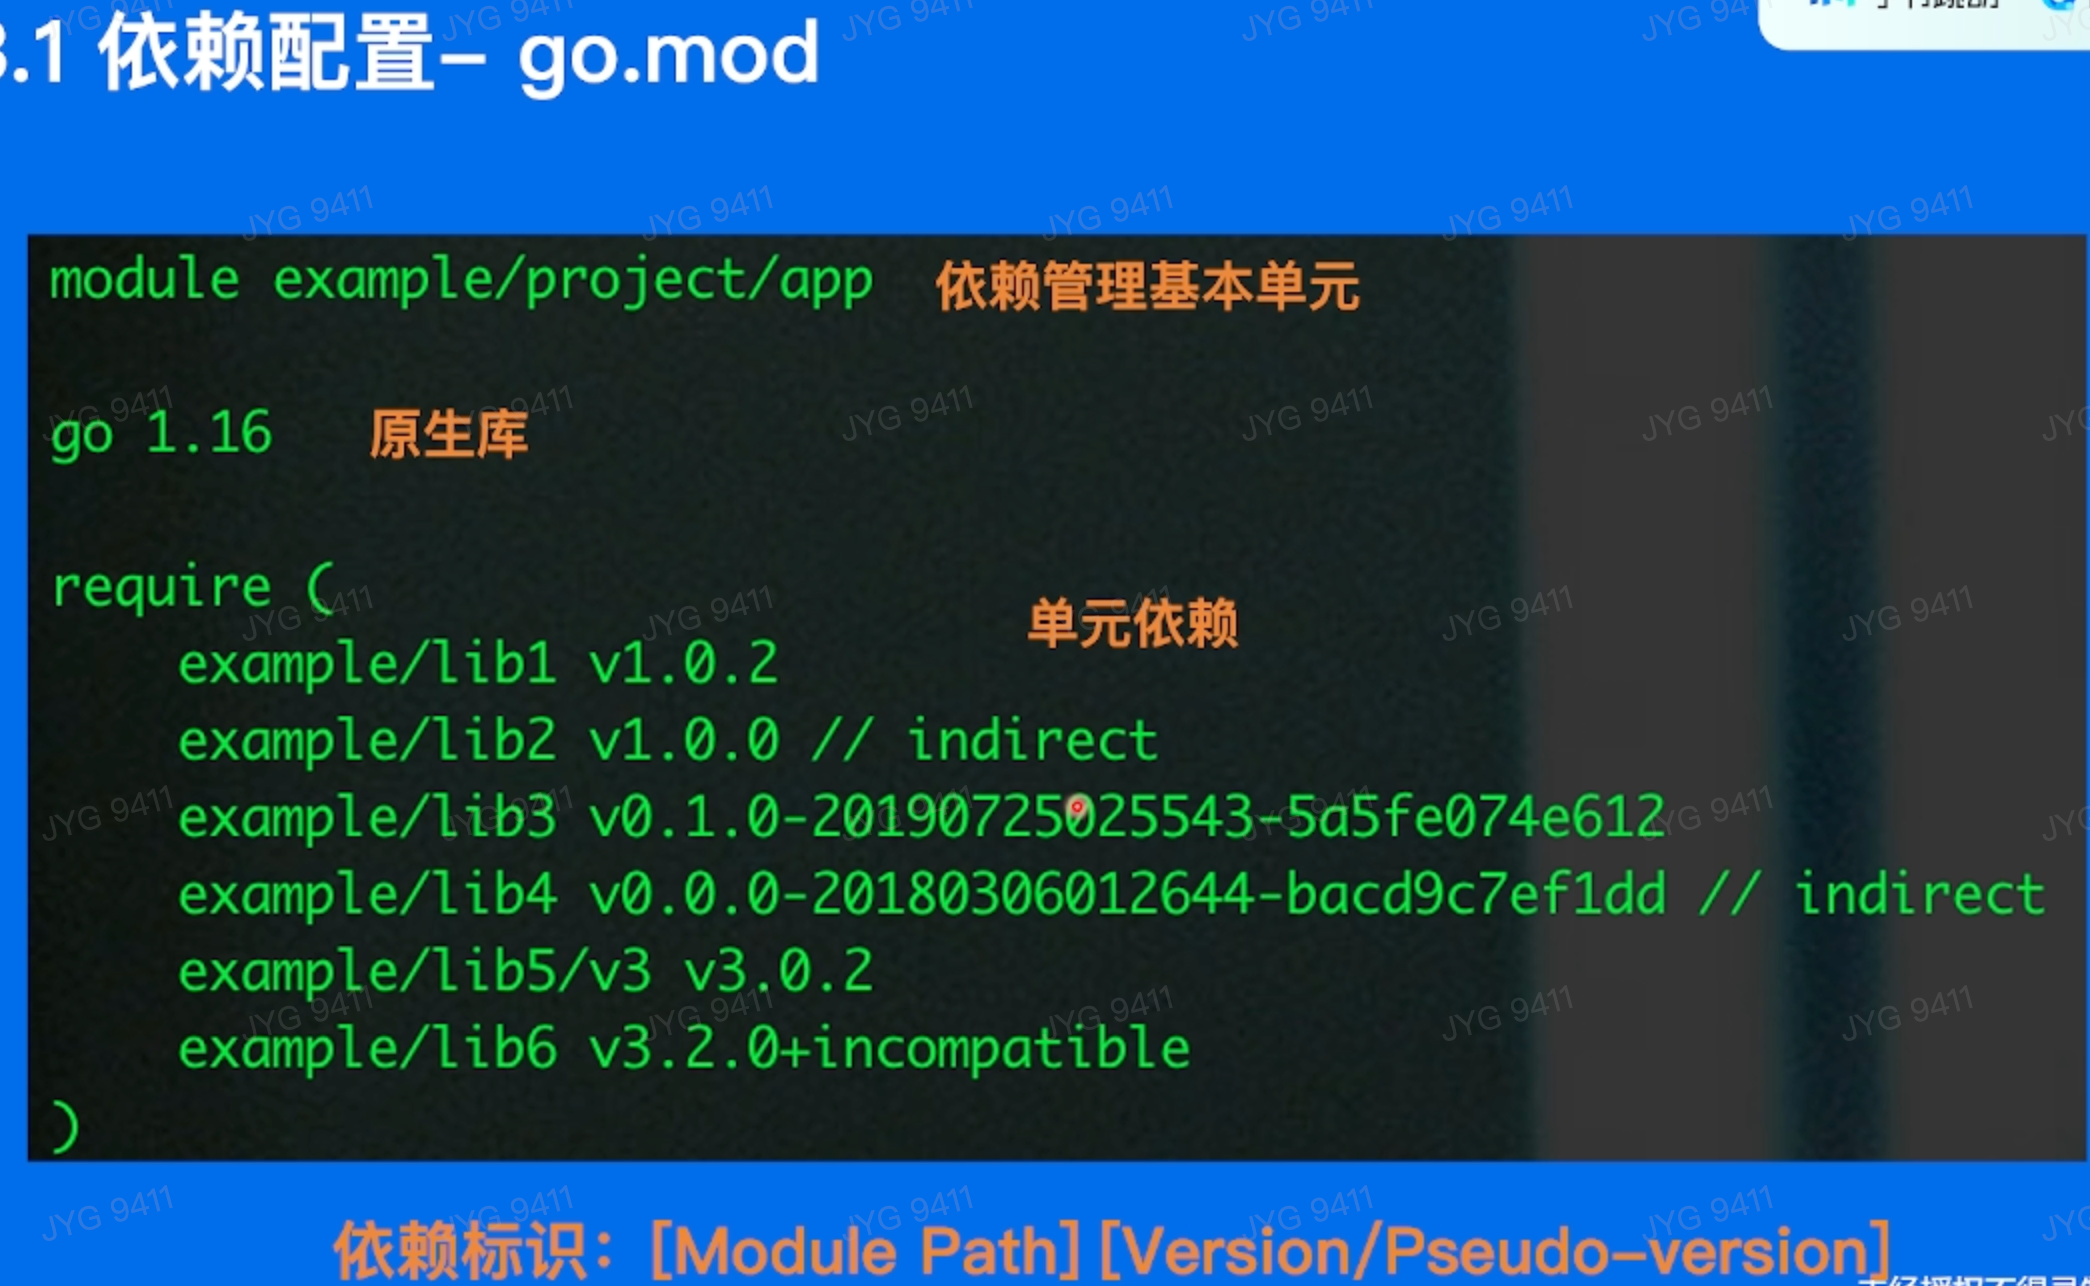 .1 依赖配置– go.mod
module example/project/app 依赖管理基本单元
go 1.16 原生库
require (
单元依赖
example/lib1 v1.0.2
example/lib2 v1.0.0 // indirect
example/lib3 v0.1.0-20190725025543-5a5fe074e612
example/lib4 v0.0.0-20180306012644-bacd9c7ef1dd // indirect
example/lib5/v3 v3.0.2
example/lib6 v3.2.0+incompatible
)
依赖标识：[Module Path] [Version/Pseudo–version]
JYG 9411